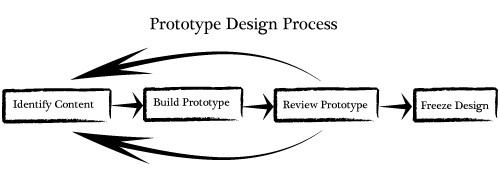 Prototype Design Process
Identify Content
Build Prototype
Review Prototype
Freeze Design